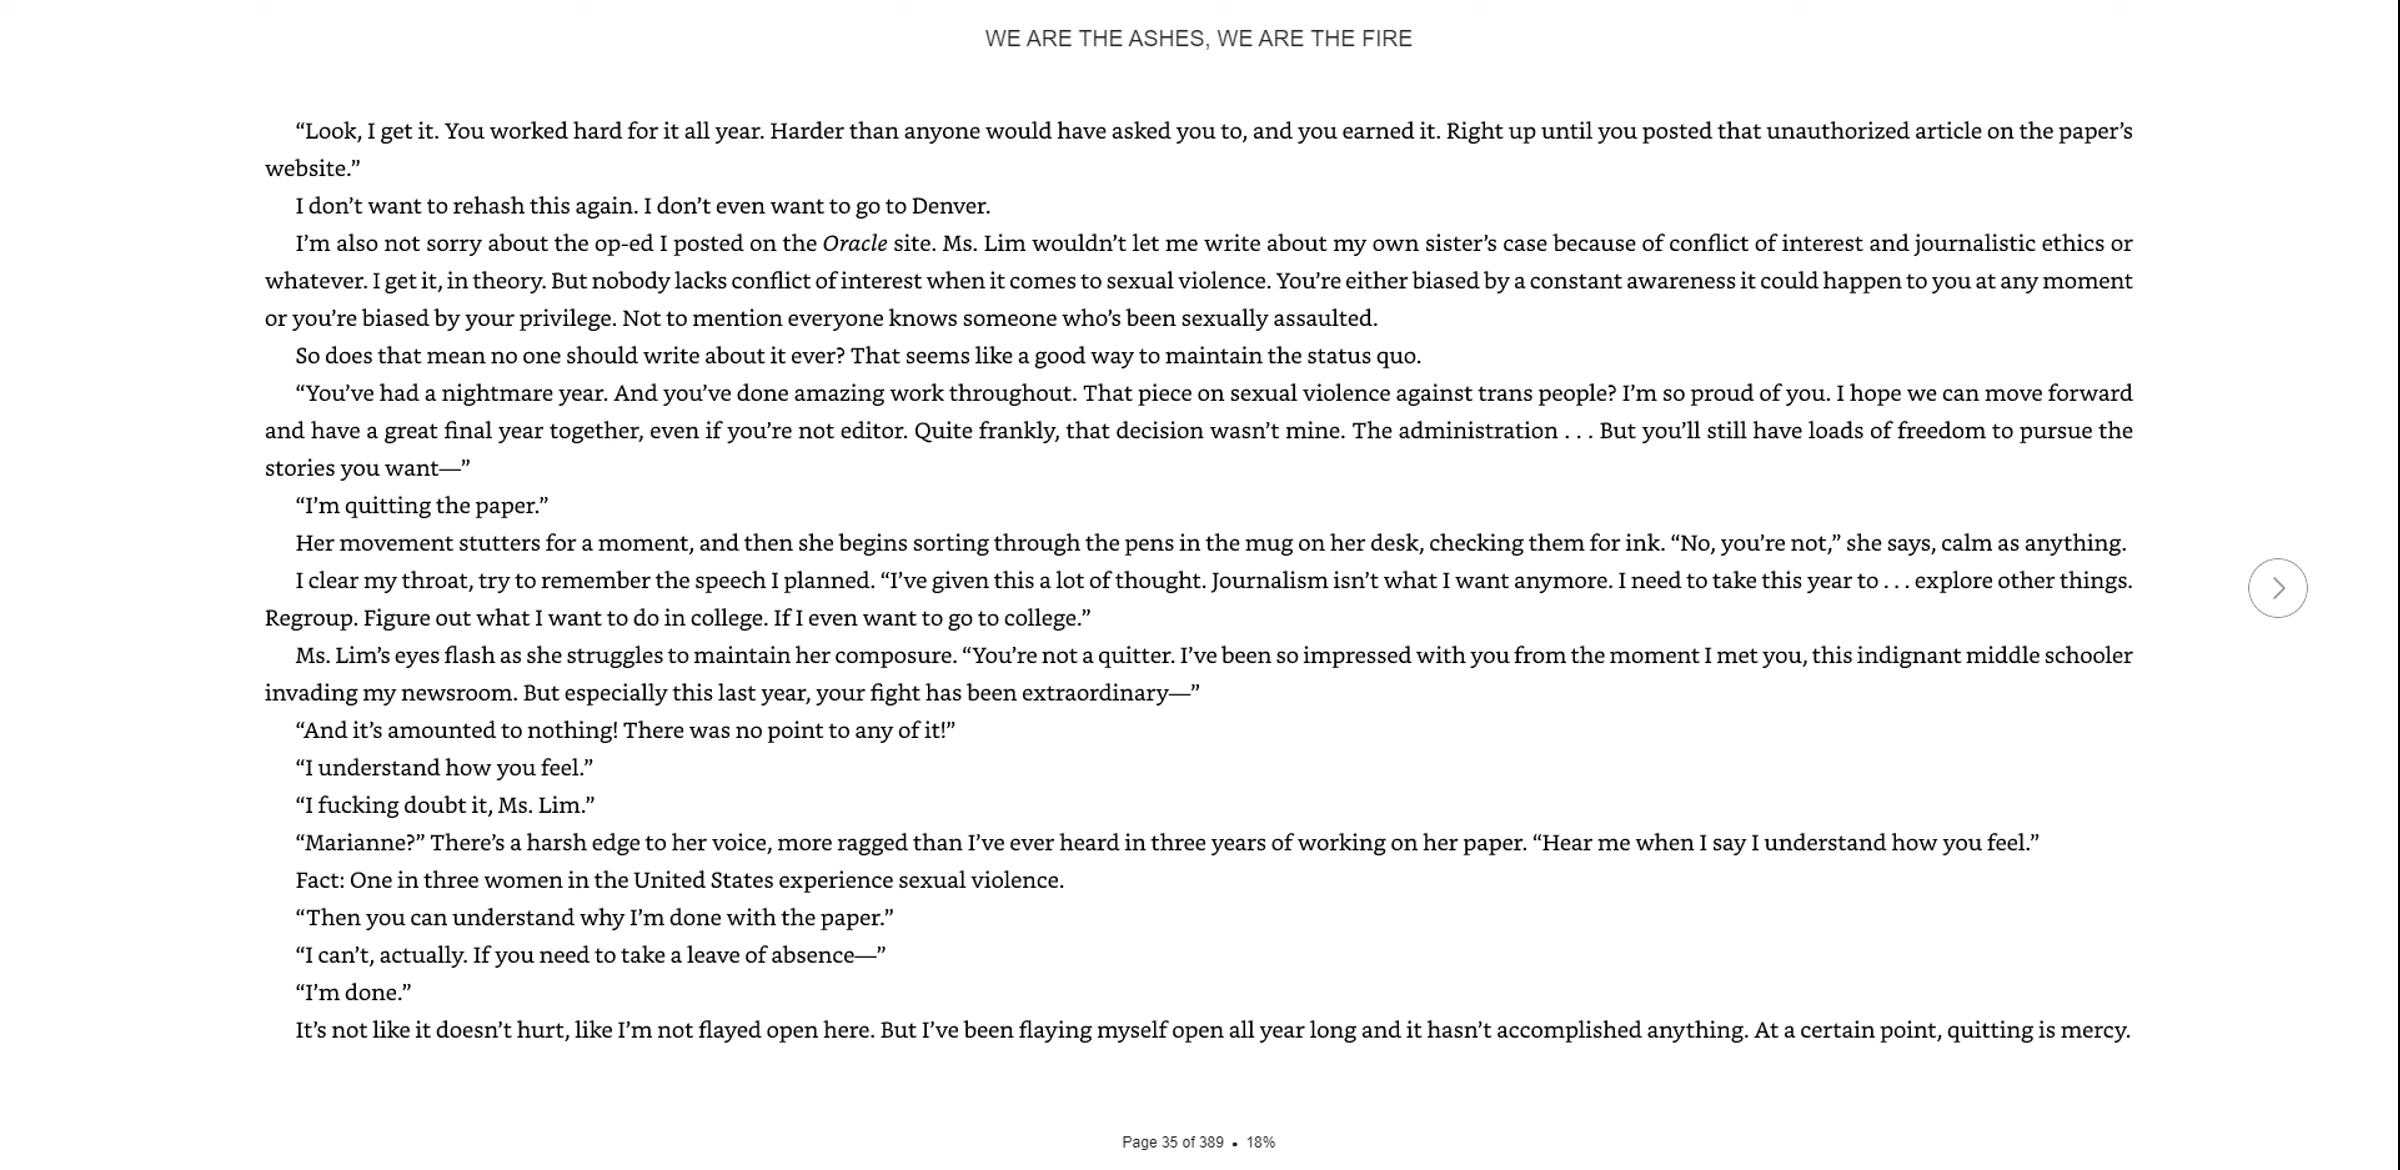 WE ARE THE ASHES, WE ARE THE FIRE
“Look, I get it. You worked hard for it all year. Harder than anyone would have asked you to, and you earned it. Right up until you posted that unauthorized article on the paper’s
website.”
I don’t want to rehash this again. I don’t even want to go to Denver.
I’m also not sorry about the op-ed I posted on the Oracle site. Ms. Lim wouldn’t let me write about my own sister’s case because of conflict of interest and journalistic ethics or
whatever. I get it, in theory. But nobody lacks conflict of interest when it comes to sexual violence. You’re either biased by a constant awareness it could happen to you at any moment
or you’re biased by your privilege. Not to mention everyone knows someone who’s been sexually assaulted.
So does that mean no one should write about it ever? That seems like a good way to maintain the status quo.
“You’ve had a nightmare year. And you’ve done amazing work throughout. That piece on sexual violence against trans people? I’m so proud of you. I hope we can move forward
and have a great final year together, even if you’re not editor. Quite frankly, that decision wasn’t mine. The administration . . . But you’ll still have loads of freedom to pursue the
stories you want—”
“I’m quitting the paper.”
Her movement stutters for a moment, and then she begins sorting through the pens in the mug on her desk, checking them for ink. “No, you’re not,” she says, calm as anything.
I clear my throat, try to remember the speech I planned. “I’ve given this a lot of thought. Journalism isn’t what I want anymore. I need to take this year to . . . explore other things.
Regroup. Figure out what I want to do in college. If I even want to go to college.”
Ms. Lim’s eyes flash as she struggles to maintain her composure. “You’re not a quitter. I’ve been so impressed with you from the moment I met you, this indignant middle schooler
invading my newsroom. But especially this last year, your fight has been extraordinary—”
“And it’s amounted to nothing! There was no point to any of it!”
“I understand how you feel.”
“I fucking doubt it, Ms. Lim.”
“Marianne?” There’s a harsh edge to her voice, more ragged than I’ve ever heard in three years of working on her paper. “Hear me when I say I understand how you feel.”
Fact: One in three women in the United States experience sexual violence.
“Then you can understand why I’m done with the paper.”
“I can’t, actually. If you need to take a leave of absence—”
“I’m done.”
It’s not like it doesn’t hurt, like I’m not flayed open here. But I’ve been flaying myself open all year long and it hasn’t accomplished anything. At a certain point, quitting is mercy.
Page 35 of 389 • 18%